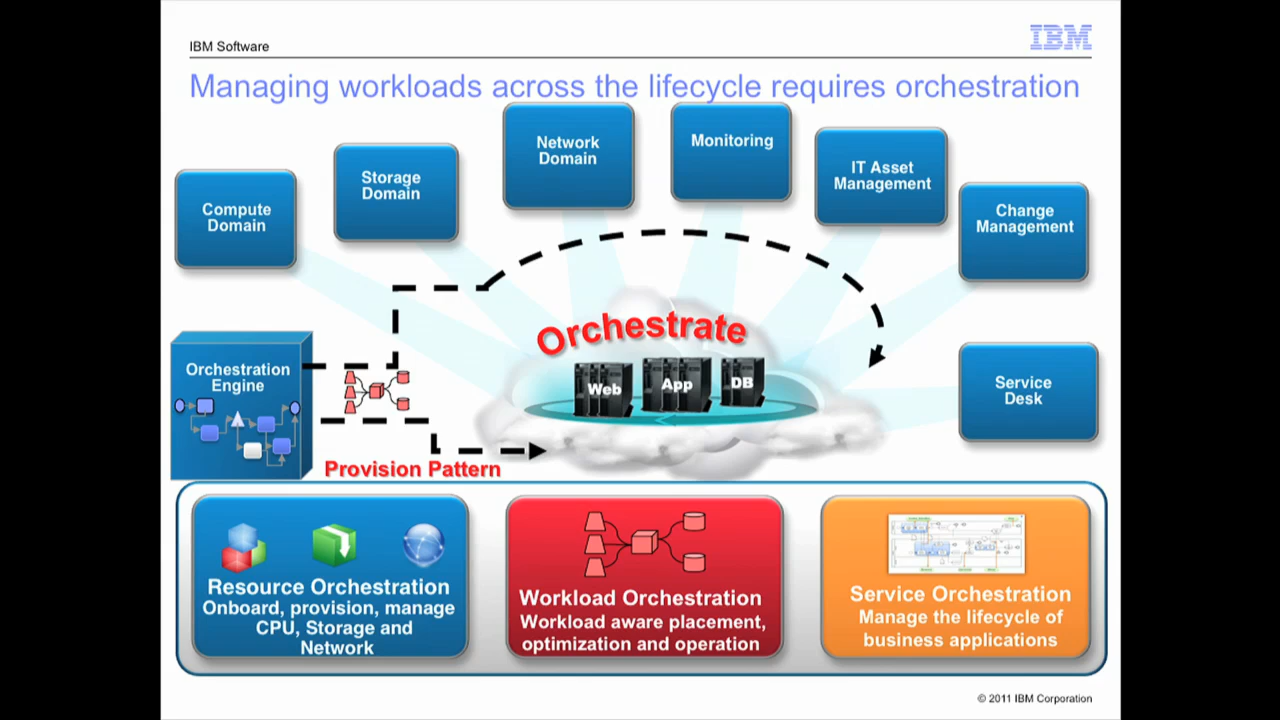 IBM Software
IBM
Managing workloads across the lifecycle requires orchestration
Compute
Domain
Storage
Domain
Network
Domain
Monitoring
IT Asset
Management
Change
Management
Service
Desk
Orchestration
Engine
Orchestrate
Web
App
DB
Provision Pattern
Resource Orchestration
Onboard, provision, manage
CPU, Storage and
Network
Workload Orchestration
Workload aware placement,
optimization and operation
Service Orchestration
Manage the lifecycle of
business applications
© 2011 IBM Corporation